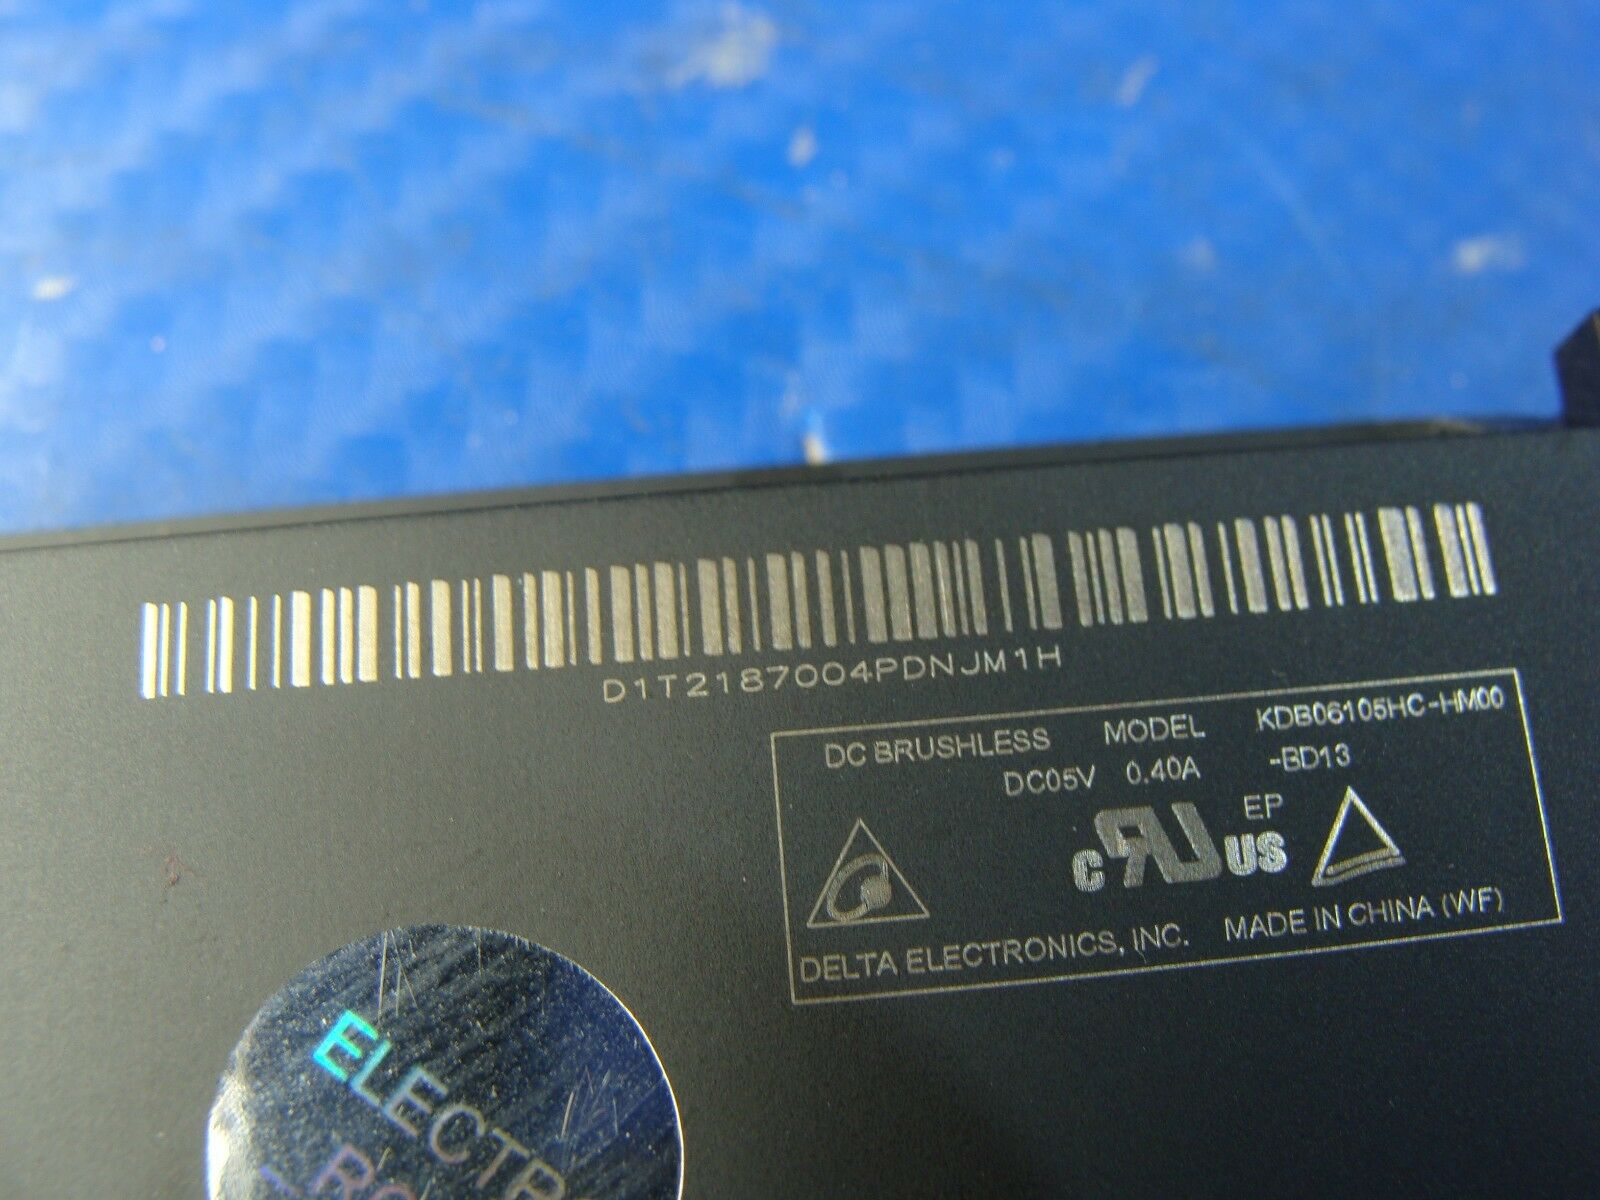 D1T2187004PDNJM1H
DC BRUSHLESS MODEL KDB06105HC-HM00
DC05V 0.40A -BD13
c RU US EP
DELTA ELECTRONICS, INC. MADE IN CHINA (WF)